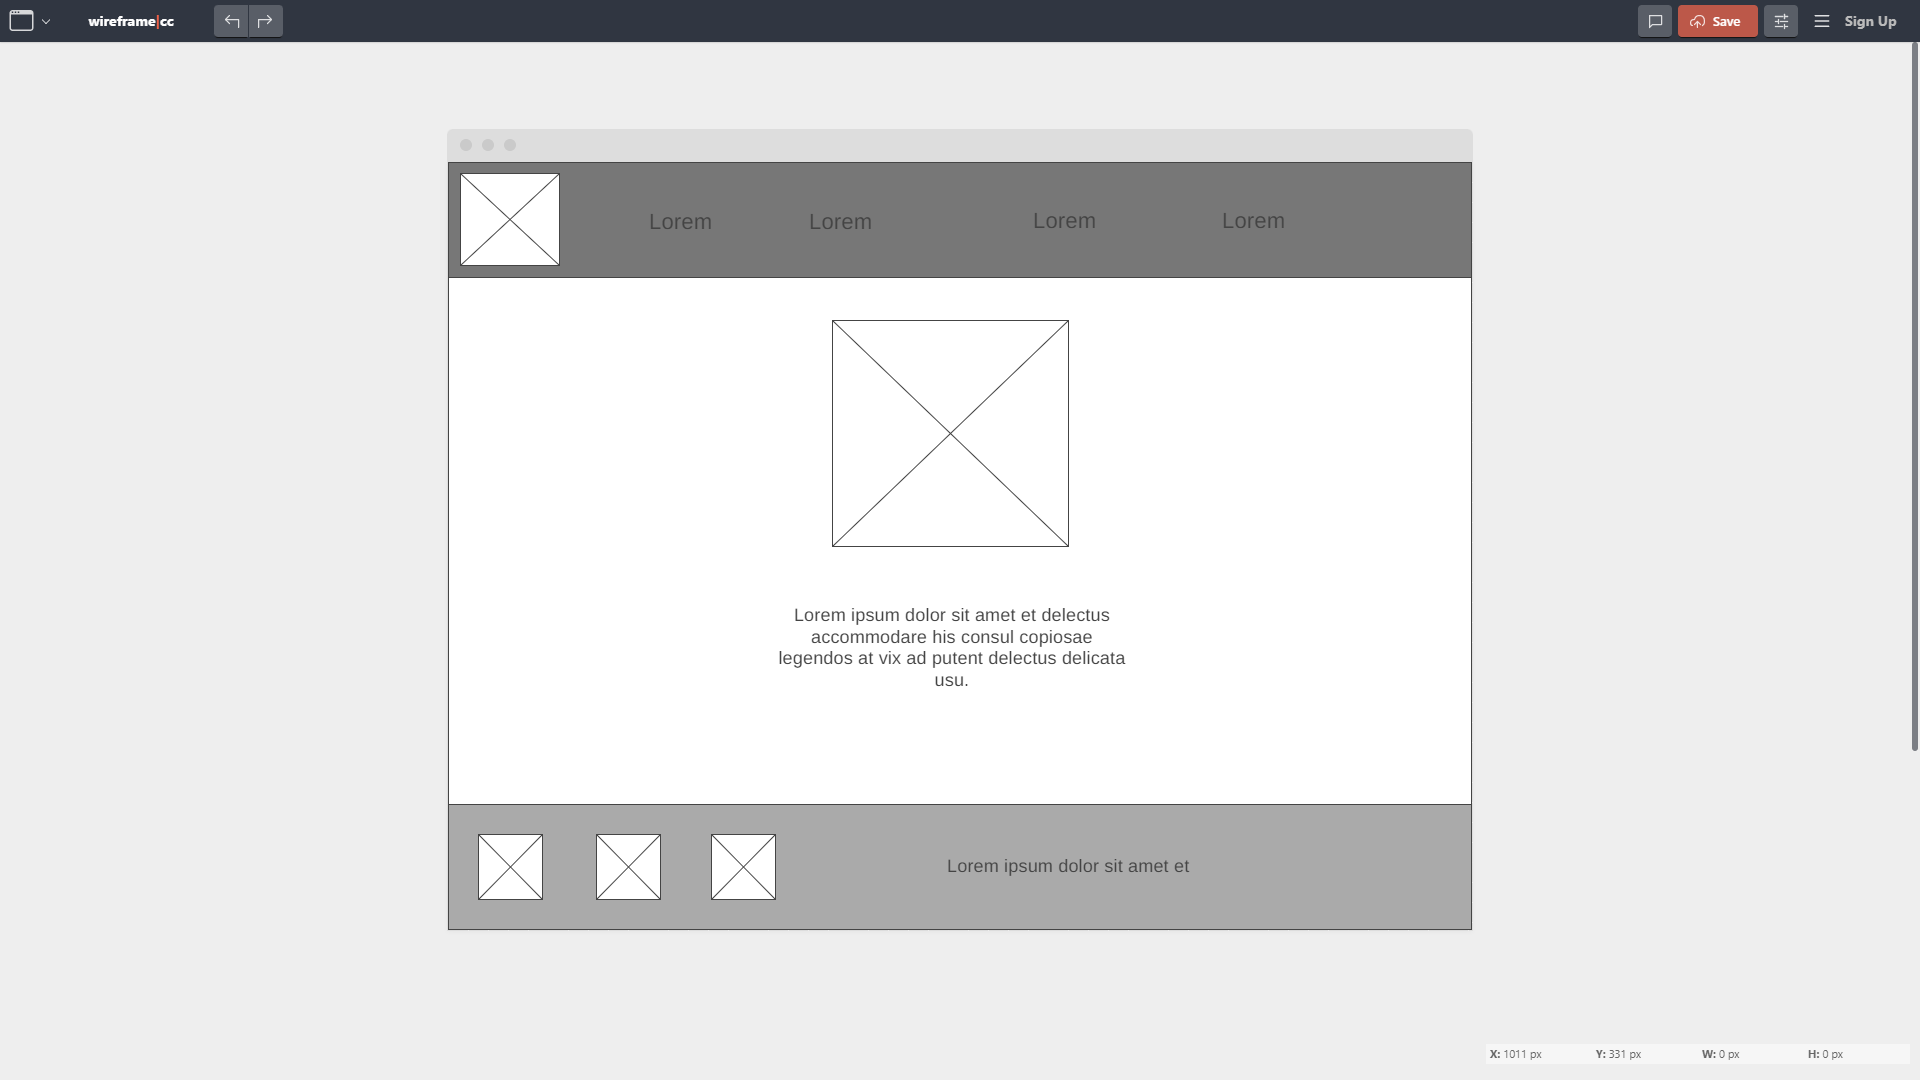 wireframe|cc
Save
Sign Up
Lorem Lorem Lorem Lorem
Lorem ipsum dolor sit amet et delectus
accommodare his consul copiosae
legendos at vix ad putent delectus delicata
usu.
Lorem ipsum dolor sit amet et
X: 1011 px Y: 331 px W: 0 px H: 0 px